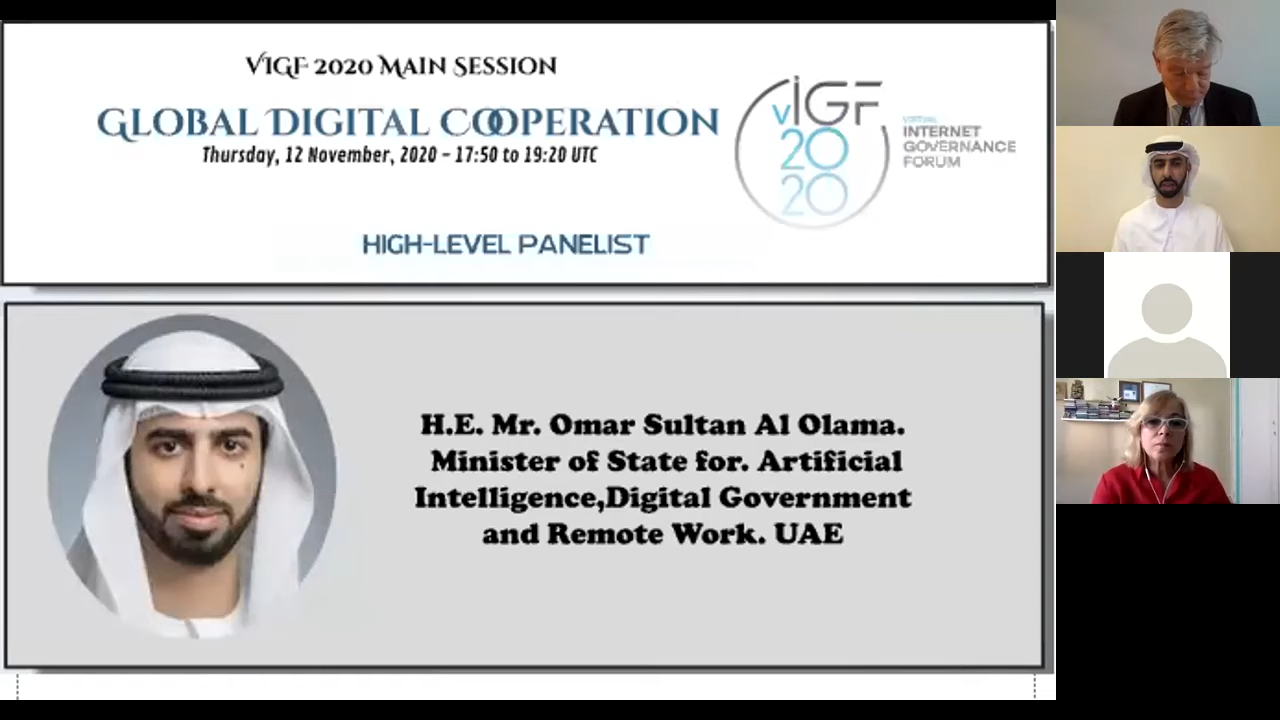 VIGF 2020 MAIN SESSION
GLOBAL DIGITAL COOPERATION
Thursday, 12 November, 2020 - 17:50 to 19:20 UTC
vIGF
20
20
VIRTUAL
INTERNET
GOVERNANCE
FORUM
HIGH-LEVEL PANELIST
H.E. Mr. Omar Sultan Al Olama.
Minister of State for. Artificial
Intelligence,Digital Government
and Remote Work. UAE